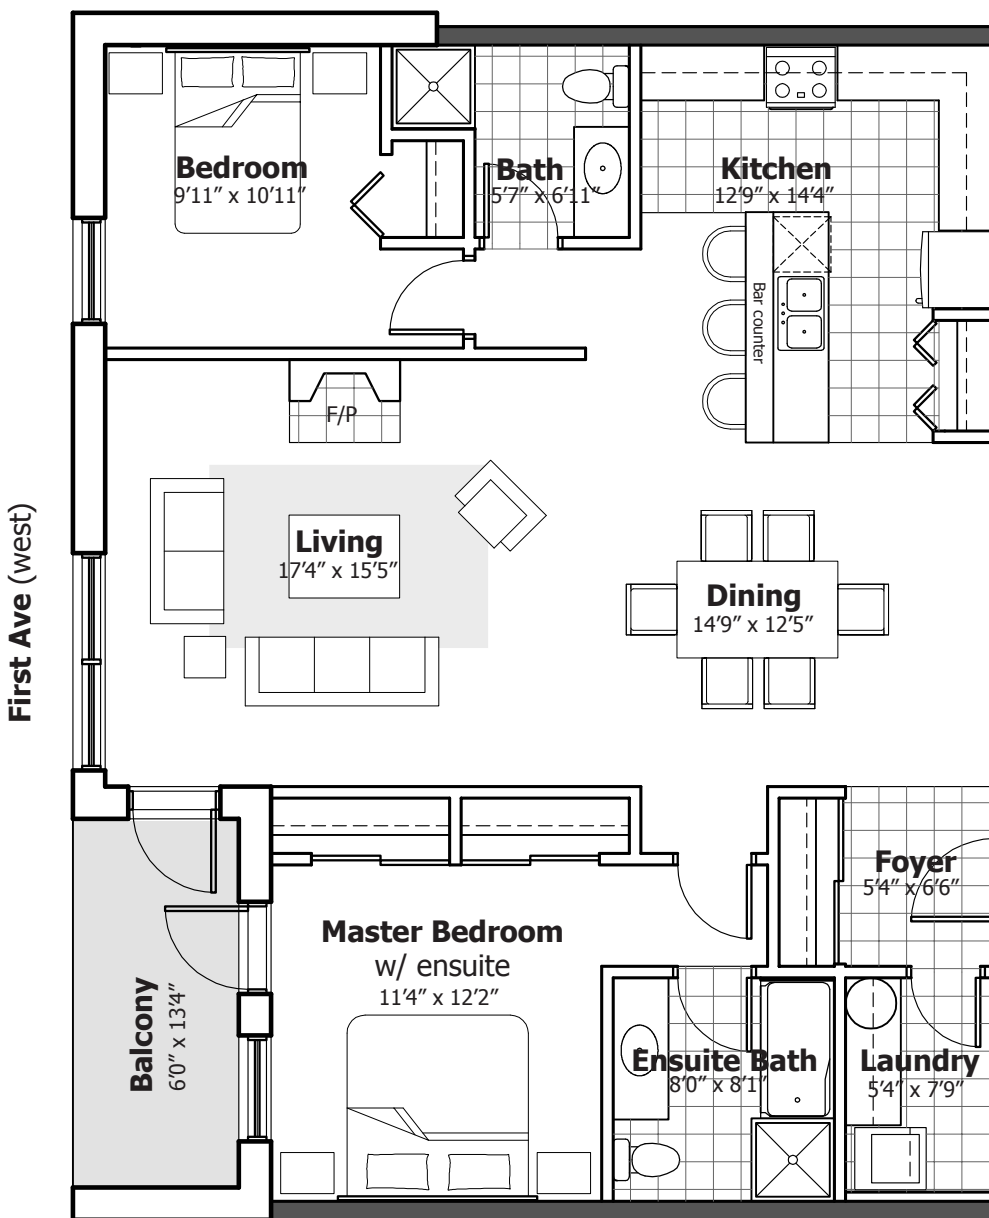 Bedroom
9'11" x 10'11"
Bath
5'7" x 6'11"
Kitchen
12'9" x 14'4"
Bar counter
F/P
Living
17'4" x 15'5"
Dining
14'9" x 12'5"
First Ave (west)
Foyer
5'4" x 6'6"
Master Bedroom
w/ ensuite
11'4" x 12'2"
Balcony
6'0" x 13'4"
Ensuite Bath
8'0" x 8'1"
Laundry
5'4" x 7'9"